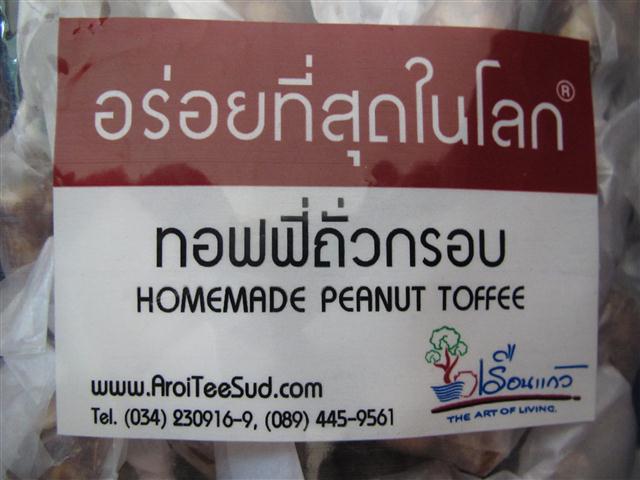 อร่อยที่สุดในโลก®
ทอฟฟี่ถั่วกรอบ
HOMEMADE PEANUT TOFFEE
www.AroiTeeSud.com
Tel. (034) 230916-9, (089) 445-9561
เรือนแก้ว
THE ART OF LIVING.